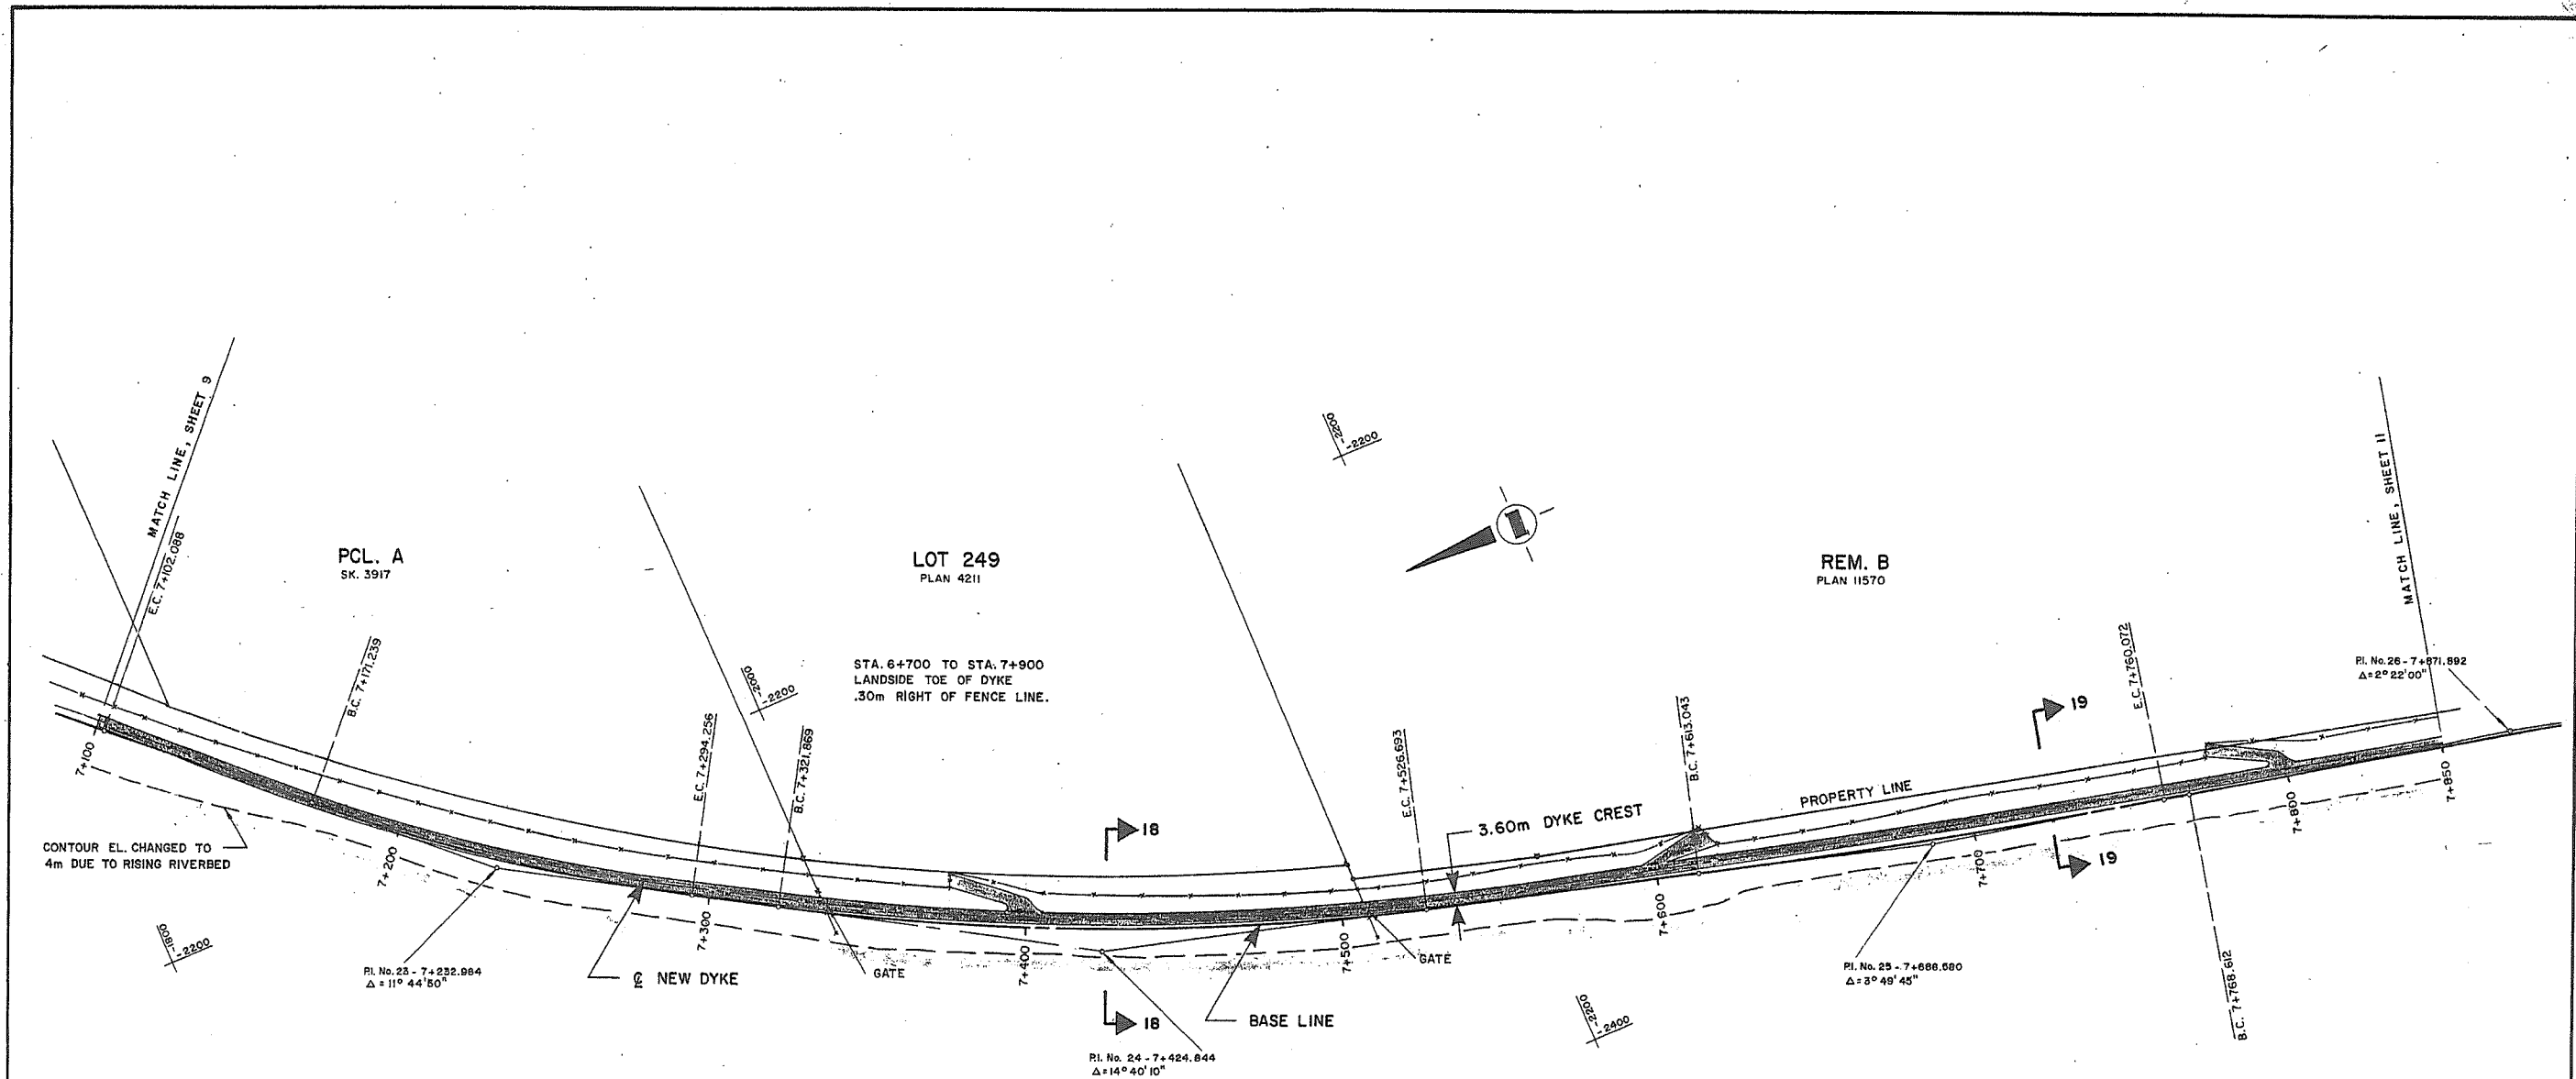 MATCH LINE, SHEET 9
E.C. 7+102.088
PCL. A
SK. 3917
B.C. 7+171.239
7+100
CONTOUR EL. CHANGED TO
4m DUE TO RISING RIVERBED
-1800
-2200
7+200
P.I. No. 23 - 7+232.984
Δ = 11° 44' 50"
℄ NEW DYKE
E.C. 7+294.256
7+300
-2000
-2200
B.C. 7+321.869
GATE
LOT 249
PLAN 4211
STA. 6+700 TO STA. 7+900
LANDSIDE TOE OF DYKE
.30m RIGHT OF FENCE LINE.
7+400
18
18
P.I. No. 24 - 7+424.844
Δ = 14° 40' 10"
BASE LINE
-2200
-2200
7+500
GATE
E.C. 7+526.693
3.60m DYKE CREST
-2200
-2400
7+600
B.C. 7+613.043
REM. B
PLAN 11570
PROPERTY LINE
P.I. No. 25 - 7+686.580
Δ = 3° 49' 45"
7+700
19
19
E.C. 7+760.072
B.C. 7+768.612
7+800
MATCH LINE, SHEET 11
P.I. No. 26 - 7+871.892
Δ = 2° 22' 00"
7+850